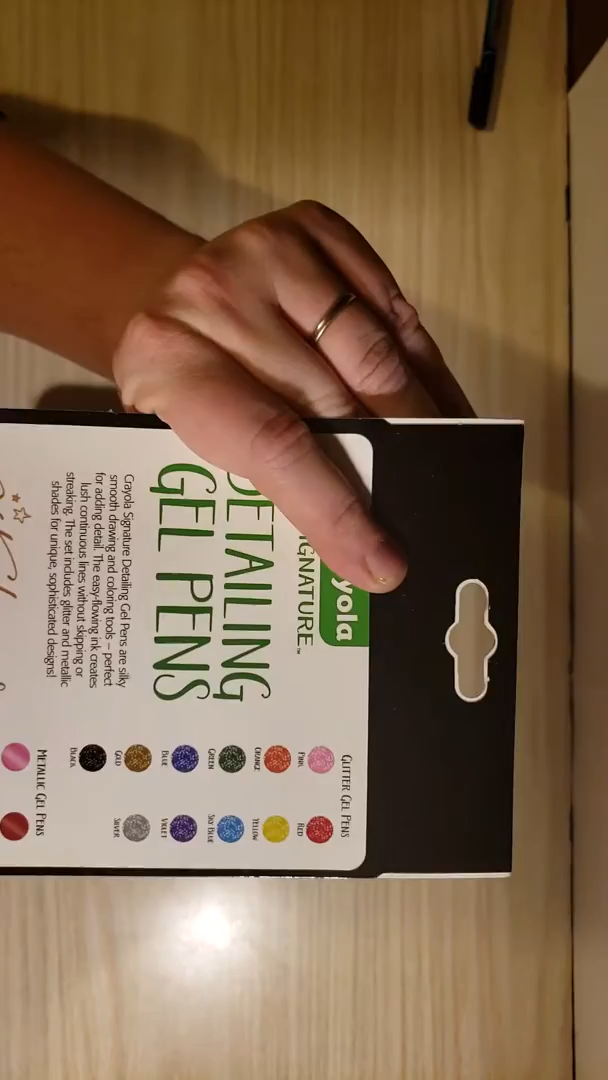 yola
IGNATURE™
DETAILING
GEL PENS
Crayola Signature Detailing Gel Pens are silky
smooth drawing and coloring tools – perfect
for adding detail. The easy-flowing ink creates
lush continuous lines without skipping or
streaking. The set includes glitter and metallic
shades for unique, sophisticated designs!
GLITTER GEL PENS
PINK RED
ORANGE YELLOW
GREEN SKY BLUE
BLUE VIOLET
GOLD SILVER
BLACK
METALLIC GEL PENS